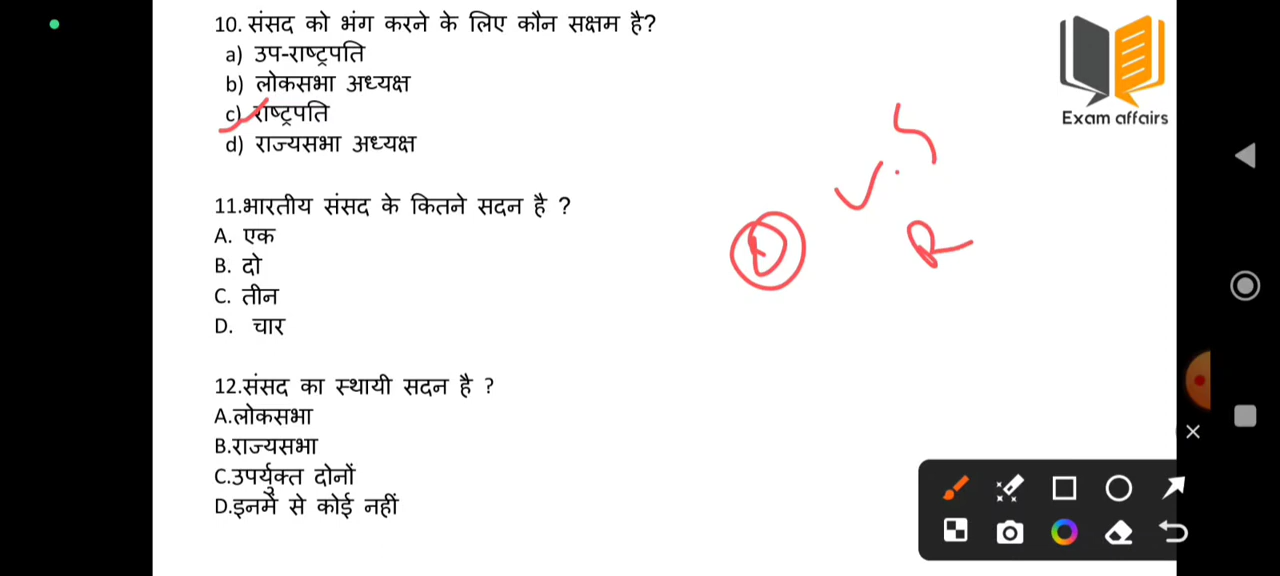 10. संसद को भंग करने के लिए कौन सक्षम है?
a) उप-राष्ट्रपति
b) लोकसभा अध्यक्ष
c) राष्ट्रपति
d) राज्यसभा अध्यक्ष
11.भारतीय संसद के कितने सदन है ?
A. एक
B. दो
C. तीन
D. चार
12.संसद का स्थायी सदन है ?
A.लोकसभा
B.राज्यसभा
C.उपर्युक्त दोनों
D.इनमें से कोई नहीं
Exam affairs
R